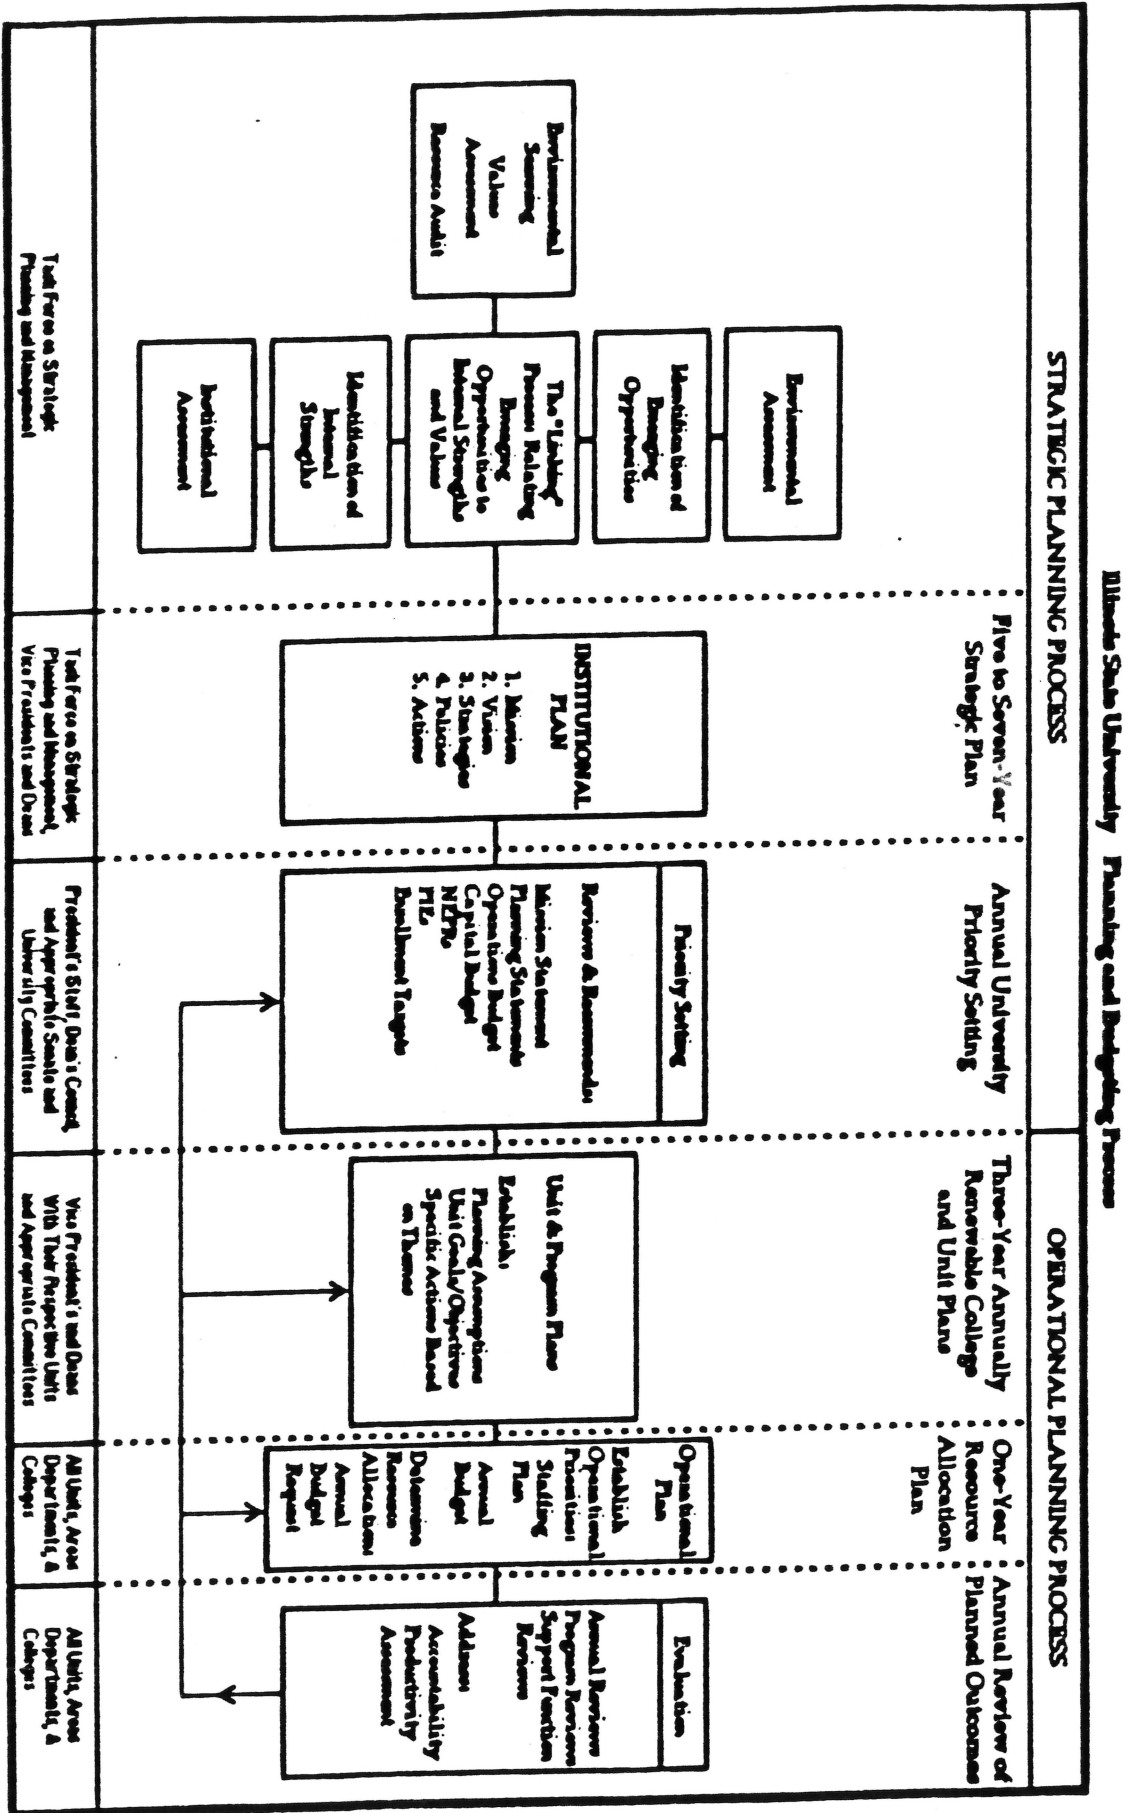 Illinois State University Planning and Budgeting Process
STRATEGIC PLANNING PROCESS
OPERATIONAL PLANNING PROCESS
Five to Seven-Year
Strategic Plan
Annual University
Priority Setting
Three-Year Annually
Renewable College
and Unit Plans
One-Year
Resource
Allocation
Plan
Annual Review of
Planned Outcomes
Environmental
Scanning
Values
Assessment
Resource Audit
Environmental
Assessment
Identification of
Emerging
Opportunities
The "Linking"
Process Relating
Emerging
Opportunities to
Internal Strengths
and Values
Identification of
Internal
Strengths
Institutional
Assessment
INSTITUTIONAL
PLAN
1. Mission
2. Vision
3. Strategies
4. Policies
5. Actions
Priority Setting
Reviews & Recommendes
Mission Statement
Planning Statements
Operations Budget
Capital Budget
NEPRs
PIEs
Enrollment Targets
Unit & Program Plans
Establish:
Planning Assumptions
Unit Goals/Objectives
Specific Actions Based
on Themes
Operational
Plan
Establish
Operational
Priorities
Staffing
Plan
Annual
Budget
Determine
Resource
Allocations
Annual
Budget
Request
Evaluation
Annual Reviews
Program Reviews
Support Function
Reviews
Address
Accountability
Productivity
Assessment
Task Force on Strategic
Planning and Management
Task Force on Strategic
Planning and Management,
Vice Presidents and Deans
President's Staff, Dean's Council,
and Appropriate Senate and
University Committees
Vice President's and Deans
With Their Respective Units
and Appropriate Committees
All Units, Areas
Departments, &
Colleges
All Units, Areas
Departments, &
Colleges